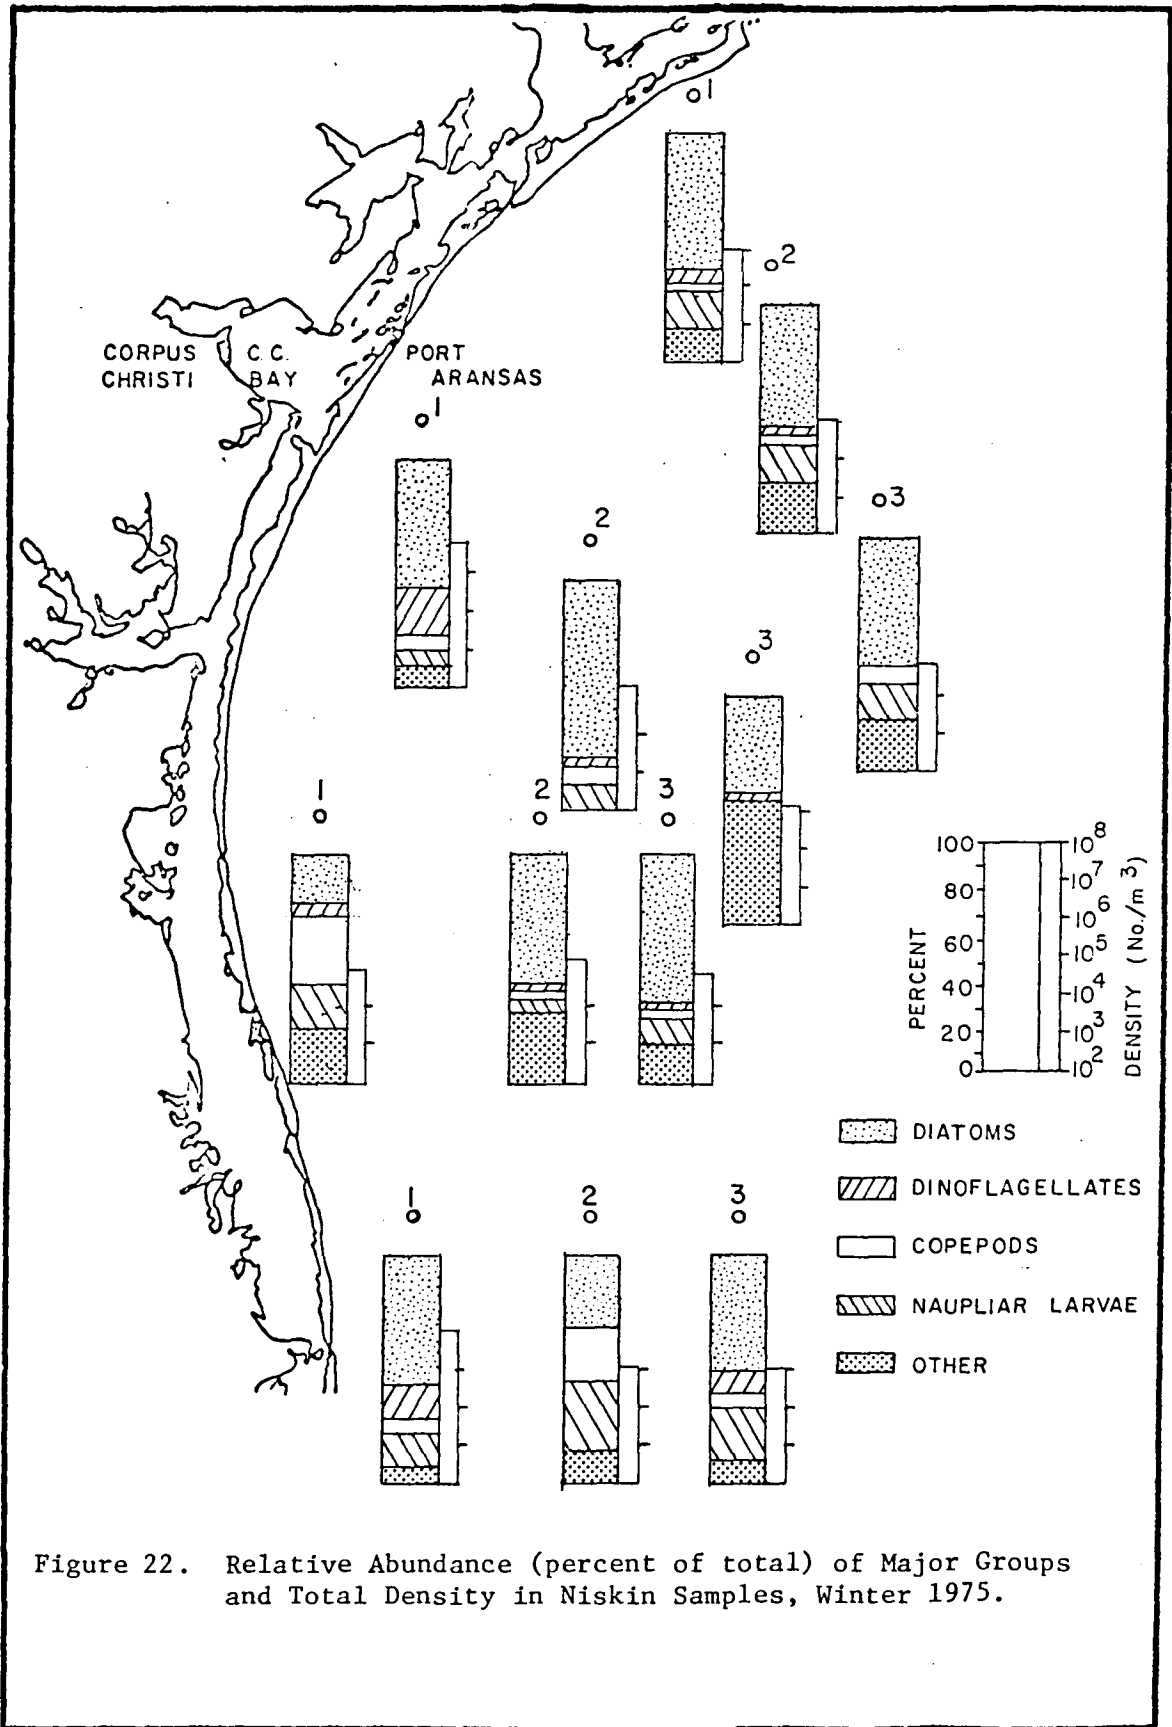 1
2
CORPUS C.C. PORT
CHRISTI BAY ARANSAS
1
3
2
3
1
2
3
100
80
60
40
20
0
PERCENT
10^8
10^7
10^6
10^5
10^4
10^3
10^2
DENSITY (No./m^3)
DIATOMS
DINOFLAGELLATES
COPEPODS
NAUPLIAR LARVAE
OTHER
1
2
3
Figure 22. Relative Abundance (percent of total) of Major Groups
and Total Density in Niskin Samples, Winter 1975.